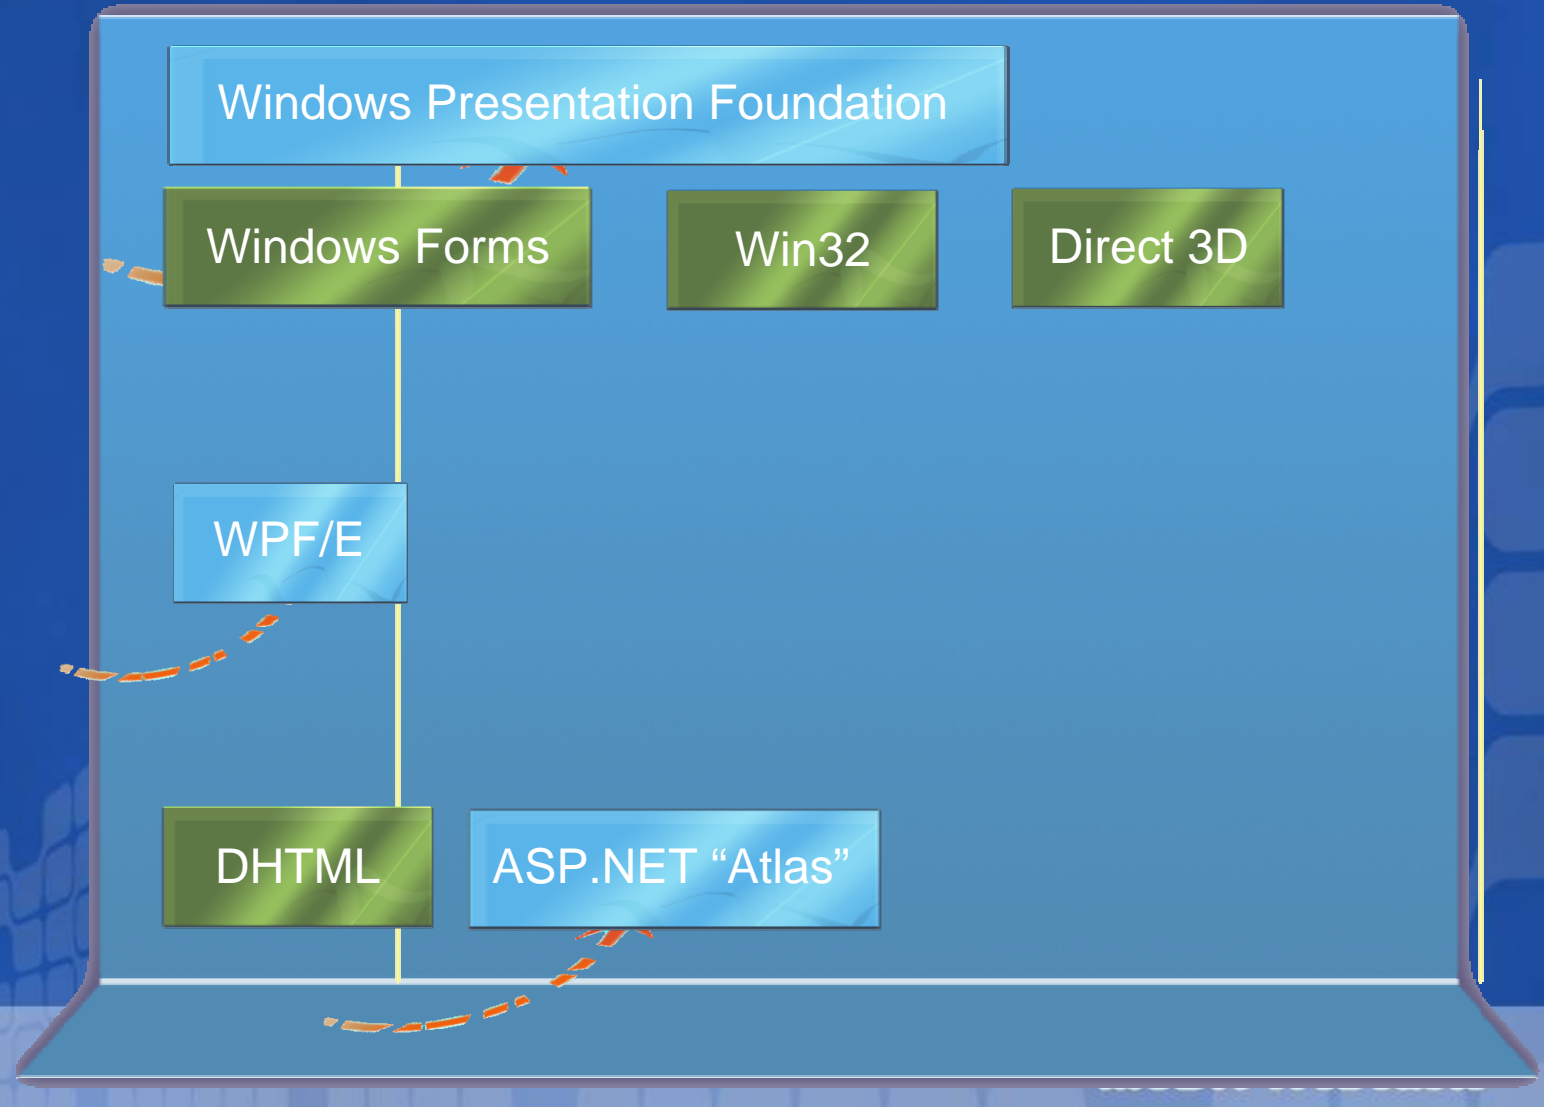 Windows Presentation Foundation
Windows Forms
Win32
Direct 3D
WPF/E
DHTML
ASP.NET “Atlas”